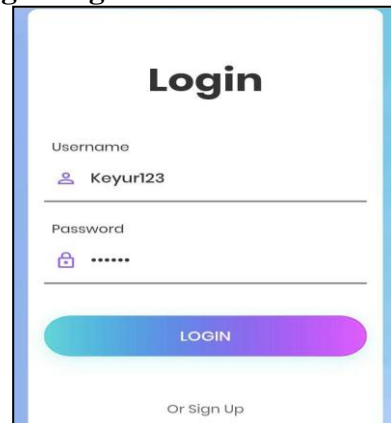 Login
Username
Keyur123
Password
••••••
LOGIN
Or Sign Up